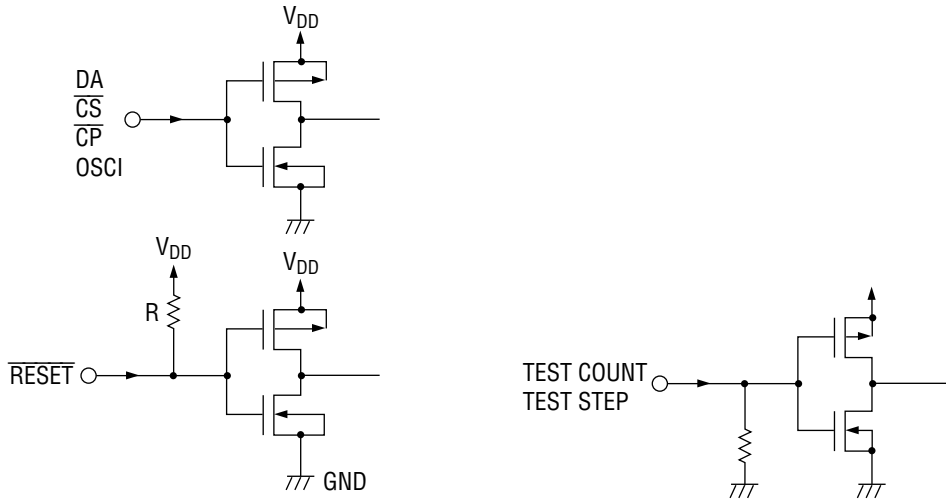 VDD
DA
CS
CP
OSCI
VDD
VDD
R
RESET
GND
TEST COUNT
TEST STEP